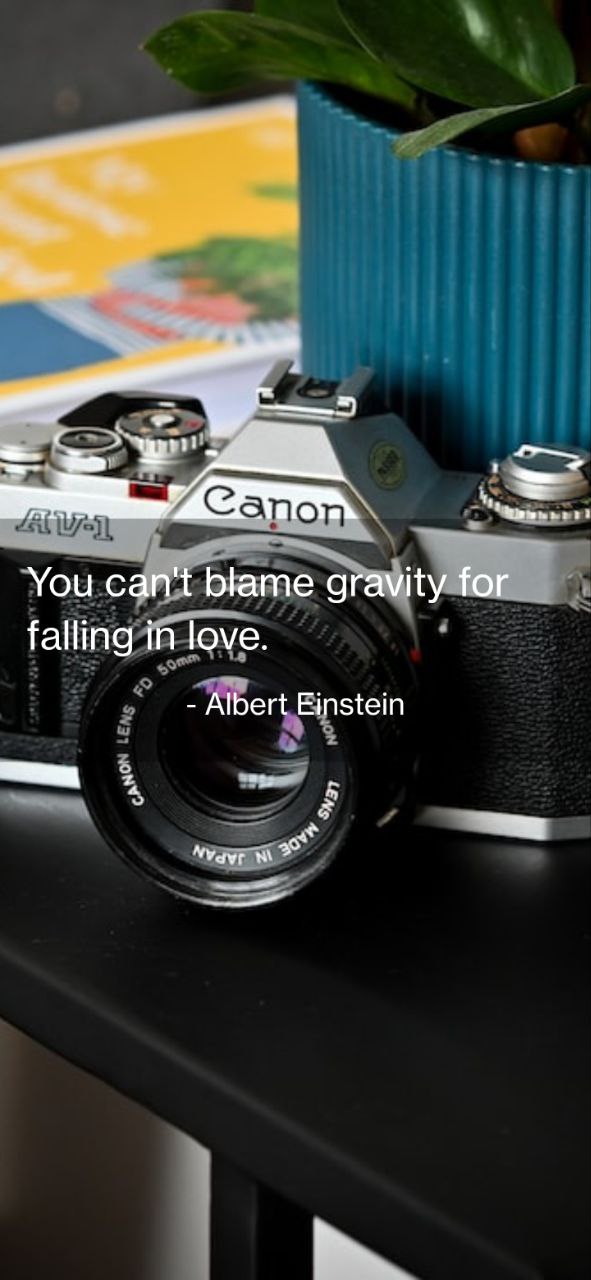 Canon
AV-1
You can't blame gravity for
falling in love.
- Albert Einstein
CANON LENS FD 50mm 1:1.8
CANON LENS MADE IN JAPAN